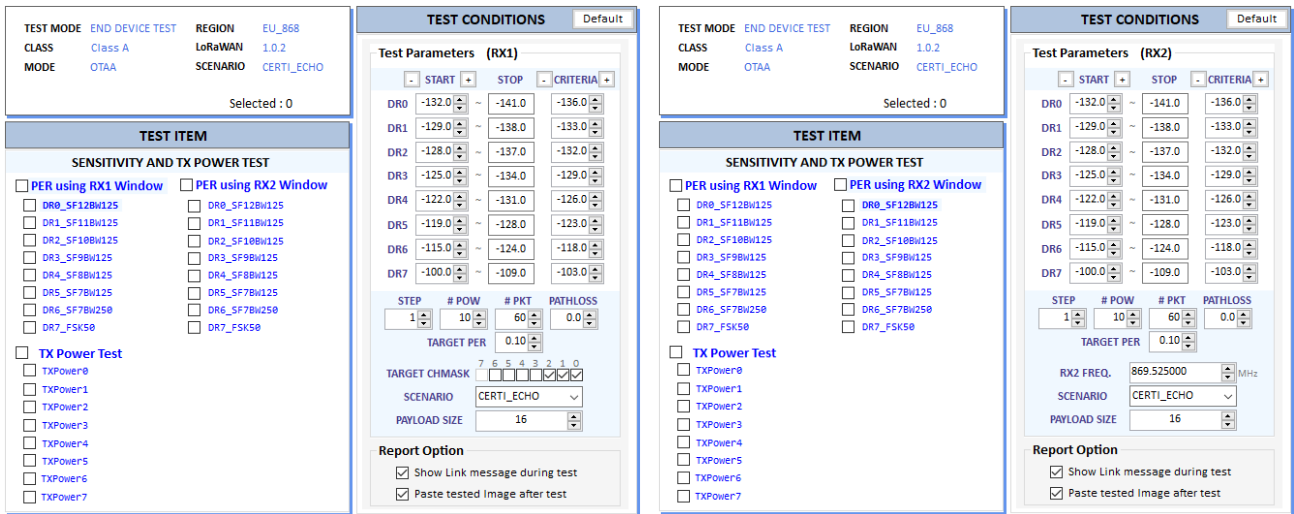 TEST MODE END DEVICE TEST REGION EU_868
CLASS Class A LoRaWAN 1.0.2
MODE OTAA SCENARIO CERTI_ECHO
Selected : 0
TEST ITEM
SENSITIVITY AND TX POWER TEST
PER using RX1 Window PER using RX2 Window
DR0_SF12BW125 DR0_SF12BW125
DR1_SF11BW125 DR1_SF11BW125
DR2_SF10BW125 DR2_SF10BW125
DR3_SF9BW125 DR3_SF9BW125
DR4_SF8BW125 DR4_SF8BW125
DR5_SF7BW125 DR5_SF7BW125
DR6_SF7BW250 DR6_SF7BW250
DR7_FSK50 DR7_FSK50
TX Power Test
TXPower0
TXPower1
TXPower2
TXPower3
TXPower4
TXPower5
TXPower6
TXPower7
TEST CONDITIONS Default
Test Parameters (RX1)
- START + STOP - CRITERIA +
DR0 -132.0 ~ -141.0 -136.0
DR1 -129.0 ~ -138.0 -133.0
DR2 -128.0 ~ -137.0 -132.0
DR3 -125.0 ~ -134.0 -129.0
DR4 -122.0 ~ -131.0 -126.0
DR5 -119.0 ~ -128.0 -123.0
DR6 -115.0 ~ -124.0 -118.0
DR7 -100.0 ~ -109.0 -103.0
STEP # POW # PKT PATHLOSS
1 10 60 0.0
TARGET PER 0.10
7 6 5 4 3 2 1 0
TARGET CHMASK
SCENARIO CERTI_ECHO
PAYLOAD SIZE 16
Report Option
Show Link message during test
Paste tested Image after test
TEST MODE END DEVICE TEST REGION EU_868
CLASS Class A LoRaWAN 1.0.2
MODE OTAA SCENARIO CERTI_ECHO
Selected : 0
TEST ITEM
SENSITIVITY AND TX POWER TEST
PER using RX1 Window PER using RX2 Window
DR0_SF12BW125 DR0_SF12BW125
DR1_SF11BW125 DR1_SF11BW125
DR2_SF10BW125 DR2_SF10BW125
DR3_SF9BW125 DR3_SF9BW125
DR4_SF8BW125 DR4_SF8BW125
DR5_SF7BW125 DR5_SF7BW125
DR6_SF7BW250 DR6_SF7BW250
DR7_FSK50 DR7_FSK50
TX Power Test
TXPower0
TXPower1
TXPower2
TXPower3
TXPower4
TXPower5
TXPower6
TXPower7
TEST CONDITIONS Default
Test Parameters (RX2)
- START + STOP - CRITERIA +
DR0 -132.0 ~ -141.0 -136.0
DR1 -129.0 ~ -138.0 -133.0
DR2 -128.0 ~ -137.0 -132.0
DR3 -125.0 ~ -134.0 -129.0
DR4 -122.0 ~ -131.0 -126.0
DR5 -119.0 ~ -128.0 -123.0
DR6 -115.0 ~ -124.0 -118.0
DR7 -100.0 ~ -109.0 -103.0
STEP # POW # PKT PATHLOSS
1 10 60 0.0
TARGET PER 0.10
RX2 FREQ. 869.525000 MHz
SCENARIO CERTI_ECHO
PAYLOAD SIZE 16
Report Option
Show Link message during test
Paste tested Image after test